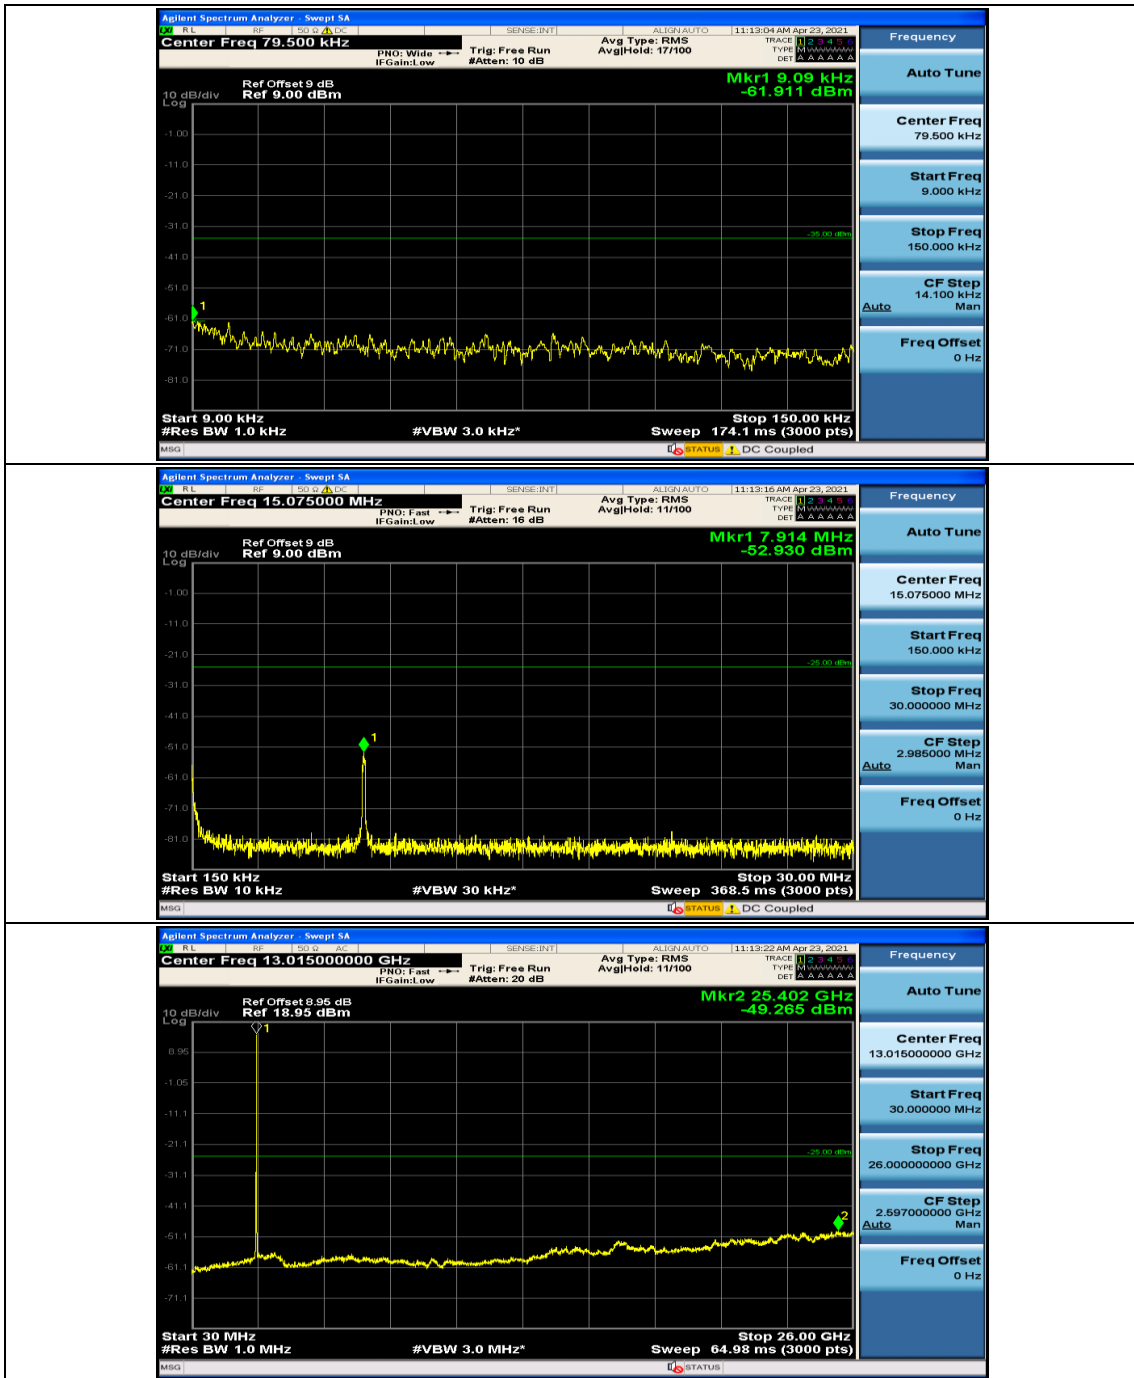 Agilent Spectrum Analyzer - Swept SA
LXI RL RF 50 Ω DC SENSE:INT ALIGN AUTO 11:13:04 AM Apr 23, 2021
Center Freq 79.500 kHz
PNO: Wide
IFGain:Low
Trig: Free Run
#Atten: 10 dB
Avg Type: RMS
Avg|Hold: 17/100
TRACE 1 2 3 4 5 6
TYPE M WWWWW
DET A A A A A A
Ref Offset 9 dB
Ref 9.00 dBm
10 dB/div
Log
Mkr1 9.09 kHz
-61.911 dBm
-1.00
-11.0
-21.0
-31.0
-35.00 dBm
-41.0
-51.0
1
-61.0
-71.0
-81.0
Start 9.00 kHz
Stop 150.00 kHz
#Res BW 1.0 kHz
#VBW 3.0 kHz*
Sweep 174.1 ms (3000 pts)
MSG
STATUS
DC Coupled
Frequency
Auto Tune
Center Freq
79.500 kHz
Start Freq
9.000 kHz
Stop Freq
150.000 kHz
CF Step
14.100 kHz
Auto Man
Freq Offset
0 Hz
Agilent Spectrum Analyzer - Swept SA
LXI RL RF 50 Ω DC SENSE:INT ALIGN AUTO 11:13:16 AM Apr 23, 2021
Center Freq 15.075000 MHz
PNO: Fast
IFGain:Low
Trig: Free Run
#Atten: 16 dB
Avg Type: RMS
Avg|Hold: 11/100
TRACE 1 2 3 4 5 6
TYPE M WWWWW
DET A A A A A A
Ref Offset 9 dB
Ref 9.00 dBm
10 dB/div
Log
Mkr1 7.914 MHz
-52.930 dBm
-1.00
-11.0
-21.0
-25.00 dBm
-31.0
-41.0
1
-51.0
-61.0
-71.0
-81.0
Start 150 kHz
Stop 30.00 MHz
#Res BW 10 kHz
#VBW 30 kHz*
Sweep 368.5 ms (3000 pts)
MSG
STATUS
DC Coupled
Frequency
Auto Tune
Center Freq
15.075000 MHz
Start Freq
150.000 kHz
Stop Freq
30.000000 MHz
CF Step
2.985000 MHz
Auto Man
Freq Offset
0 Hz
Agilent Spectrum Analyzer - Swept SA
LXI RL RF 50 Ω AC SENSE:INT ALIGN AUTO 11:13:22 AM Apr 23, 2021
Center Freq 13.015000000 GHz
PNO: Fast
IFGain:Low
Trig: Free Run
#Atten: 20 dB
Avg Type: RMS
Avg|Hold: 11/100
TRACE 1 2 3 4 5 6
TYPE M WWWWW
DET A A A A A A
Ref Offset 8.95 dB
Ref 18.95 dBm
10 dB/div
Log
Mkr2 25.402 GHz
-49.265 dBm
1
8.95
-1.05
-11.1
-21.1
-25.00 dBm
-31.1
-41.1
2
-51.1
-61.1
-71.1
Start 30 MHz
Stop 26.00 GHz
#Res BW 1.0 MHz
#VBW 3.0 MHz*
Sweep 64.98 ms (3000 pts)
MSG
STATUS
Frequency
Auto Tune
Center Freq
13.015000000 GHz
Start Freq
30.000000 MHz
Stop Freq
26.000000000 GHz
CF Step
2.597000000 GHz
Auto Man
Freq Offset
0 Hz